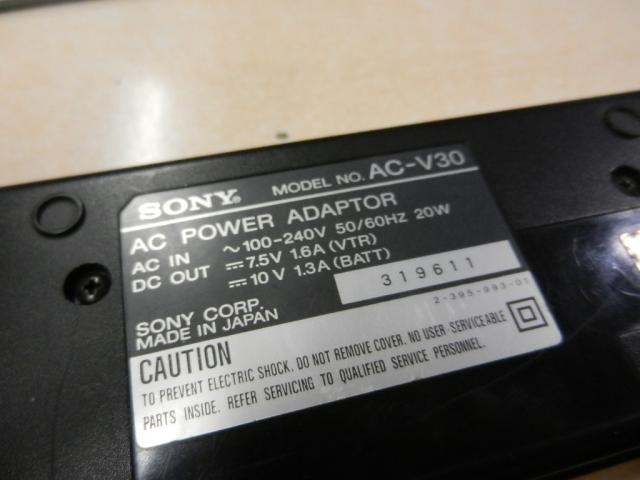 SONY® MODEL NO. AC-V30
AC POWER ADAPTOR
AC IN ～100-240V 50/60HZ 20W
DC OUT ⎓7.5V 1.6A (VTR)
⎓10 V 1.3A (BATT)
319611
SONY CORP.
MADE IN JAPAN
2-395-993-01
CAUTION
TO PREVENT ELECTRIC SHOCK. DO NOT REMOVE COVER. NO USER-SERVICEABLE
PARTS INSIDE. REFER SERVICING TO QUALIFIED SERVICE PERSONNEL.